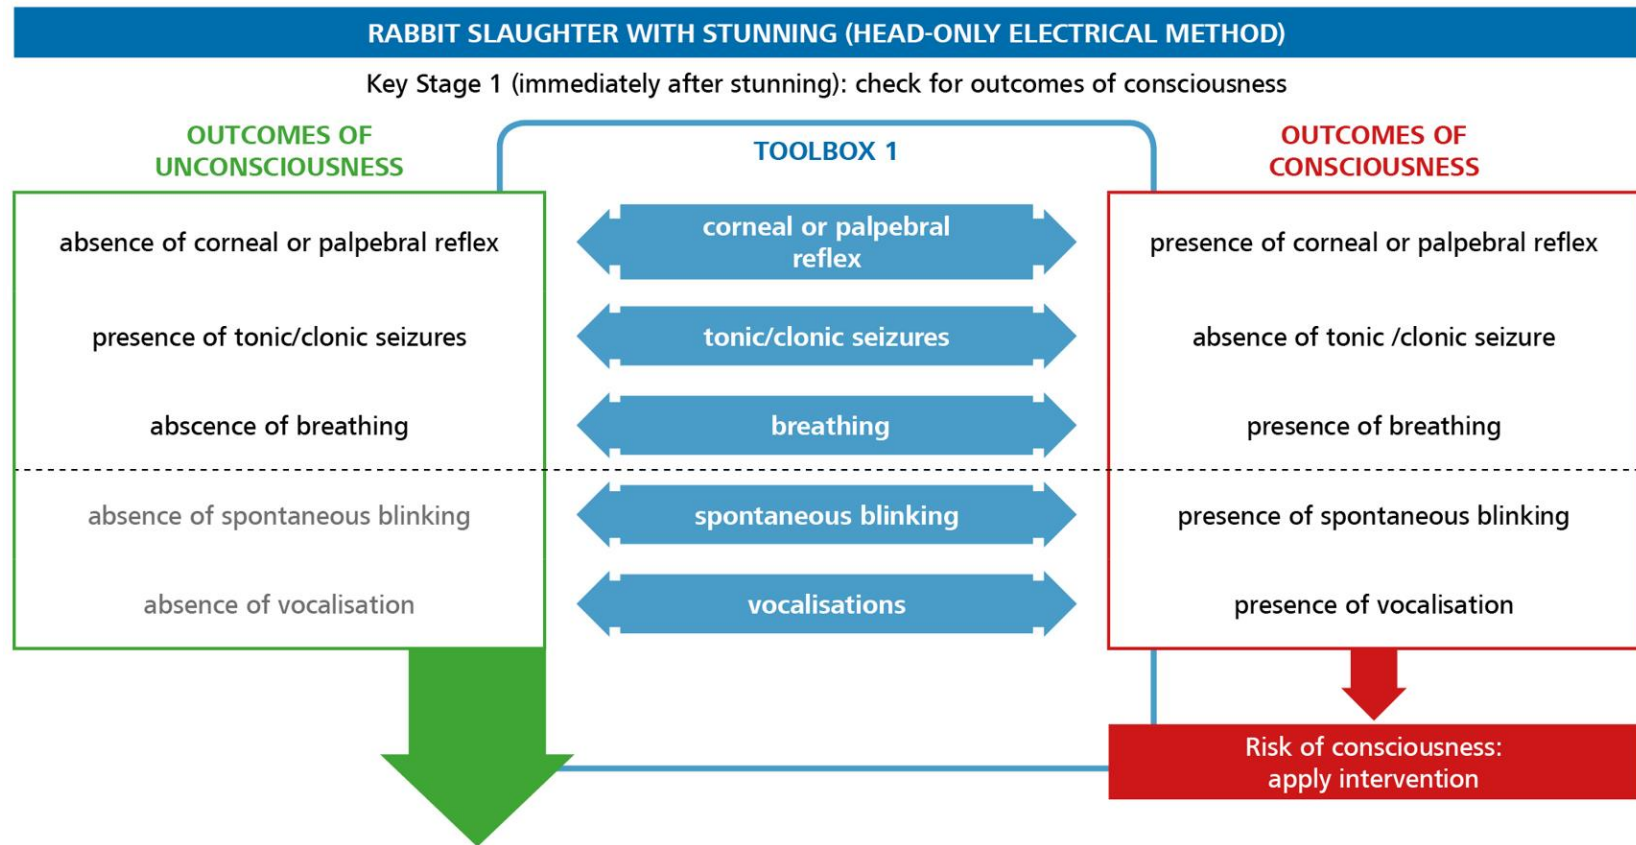 RABBIT SLAUGHTER WITH STUNNING (HEAD-ONLY ELECTRICAL METHOD)
Key Stage 1 (immediately after stunning): check for outcomes of consciousness
OUTCOMES OF
UNCONSCIOUSNESS
TOOLBOX 1
OUTCOMES OF
CONSCIOUSNESS
absence of corneal or palpebral reflex
corneal or palpebral
reflex
presence of corneal or palpebral reflex
presence of tonic/clonic seizures
tonic/clonic seizures
absence of tonic /clonic seizure
abscence of breathing
breathing
presence of breathing
absence of spontaneous blinking
spontaneous blinking
presence of spontaneous blinking
absence of vocalisation
vocalisations
presence of vocalisation
Risk of consciousness:
apply intervention